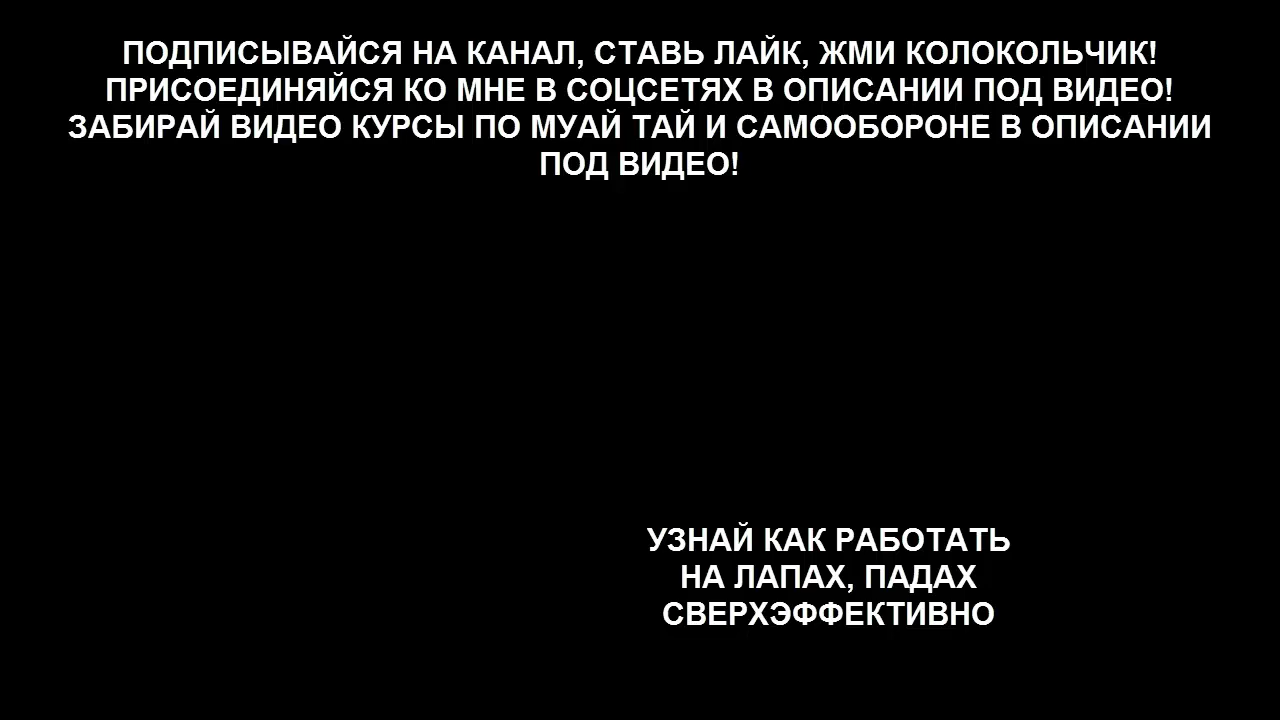 ПОДПИСЫВАЙСЯ НА КАНАЛ, СТАВЬ ЛАЙК, ЖМИ КОЛОКОЛЬЧИК!
ПРИСОЕДИНЯЙСЯ КО МНЕ В СОЦСЕТЯХ В ОПИСАНИИ ПОД ВИДЕО!
ЗАБИРАЙ ВИДЕО КУРСЫ ПО МУАЙ ТАЙ И САМООБОРОНЕ В ОПИСАНИИ
ПОД ВИДЕО!
УЗНАЙ КАК РАБОТАТЬ
НА ЛАПАХ, ПАДАХ
СВЕРХЭФФЕКТИВНО